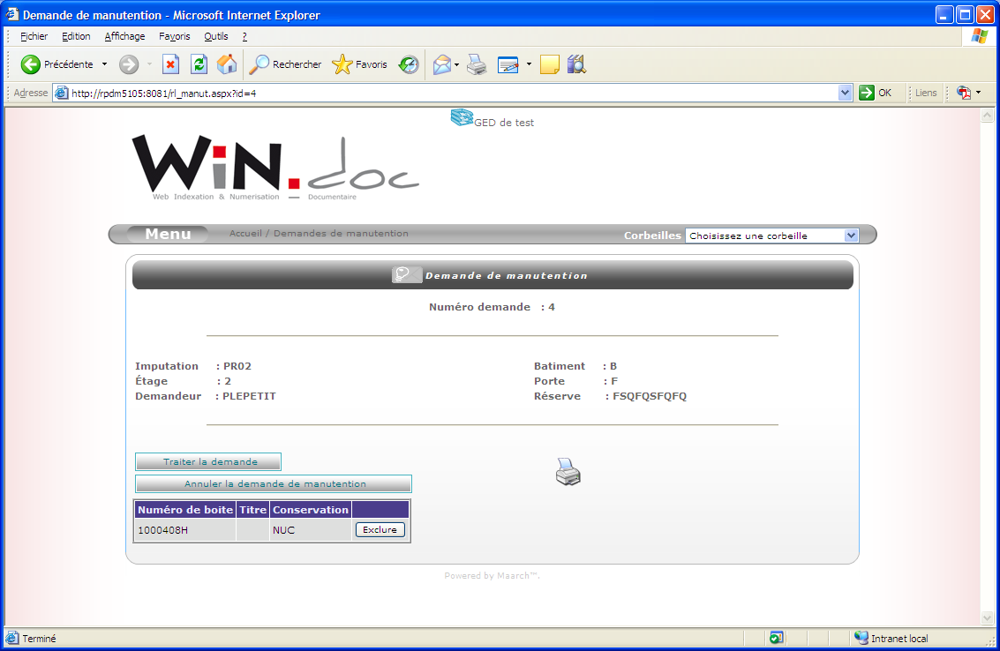 Demande de manutention - Microsoft Internet Explorer
Fichier Edition Affichage Favoris Outils ?
Précédente Rechercher Favoris
Adresse http://rpdm5105:8081/rl_manut.aspx?id=4 OK Liens
GED de test
WiN.doc
Web Indexation & Numerisation — Documentaire
Menu Accueil / Demandes de manutention Corbeilles Choisissez une corbeille
Demande de manutention
Numéro demande : 4
Imputation : PR02 Batiment : B
Étage : 2 Porte : F
Demandeur : PLEPETIT Réserve : FSQFQSFQFQ
Traiter la demande
Annuler la demande de manutention
Numéro de boite Titre Conservation
1000408H NUC Exclure
Powered by Maarch™.
Terminé Intranet local